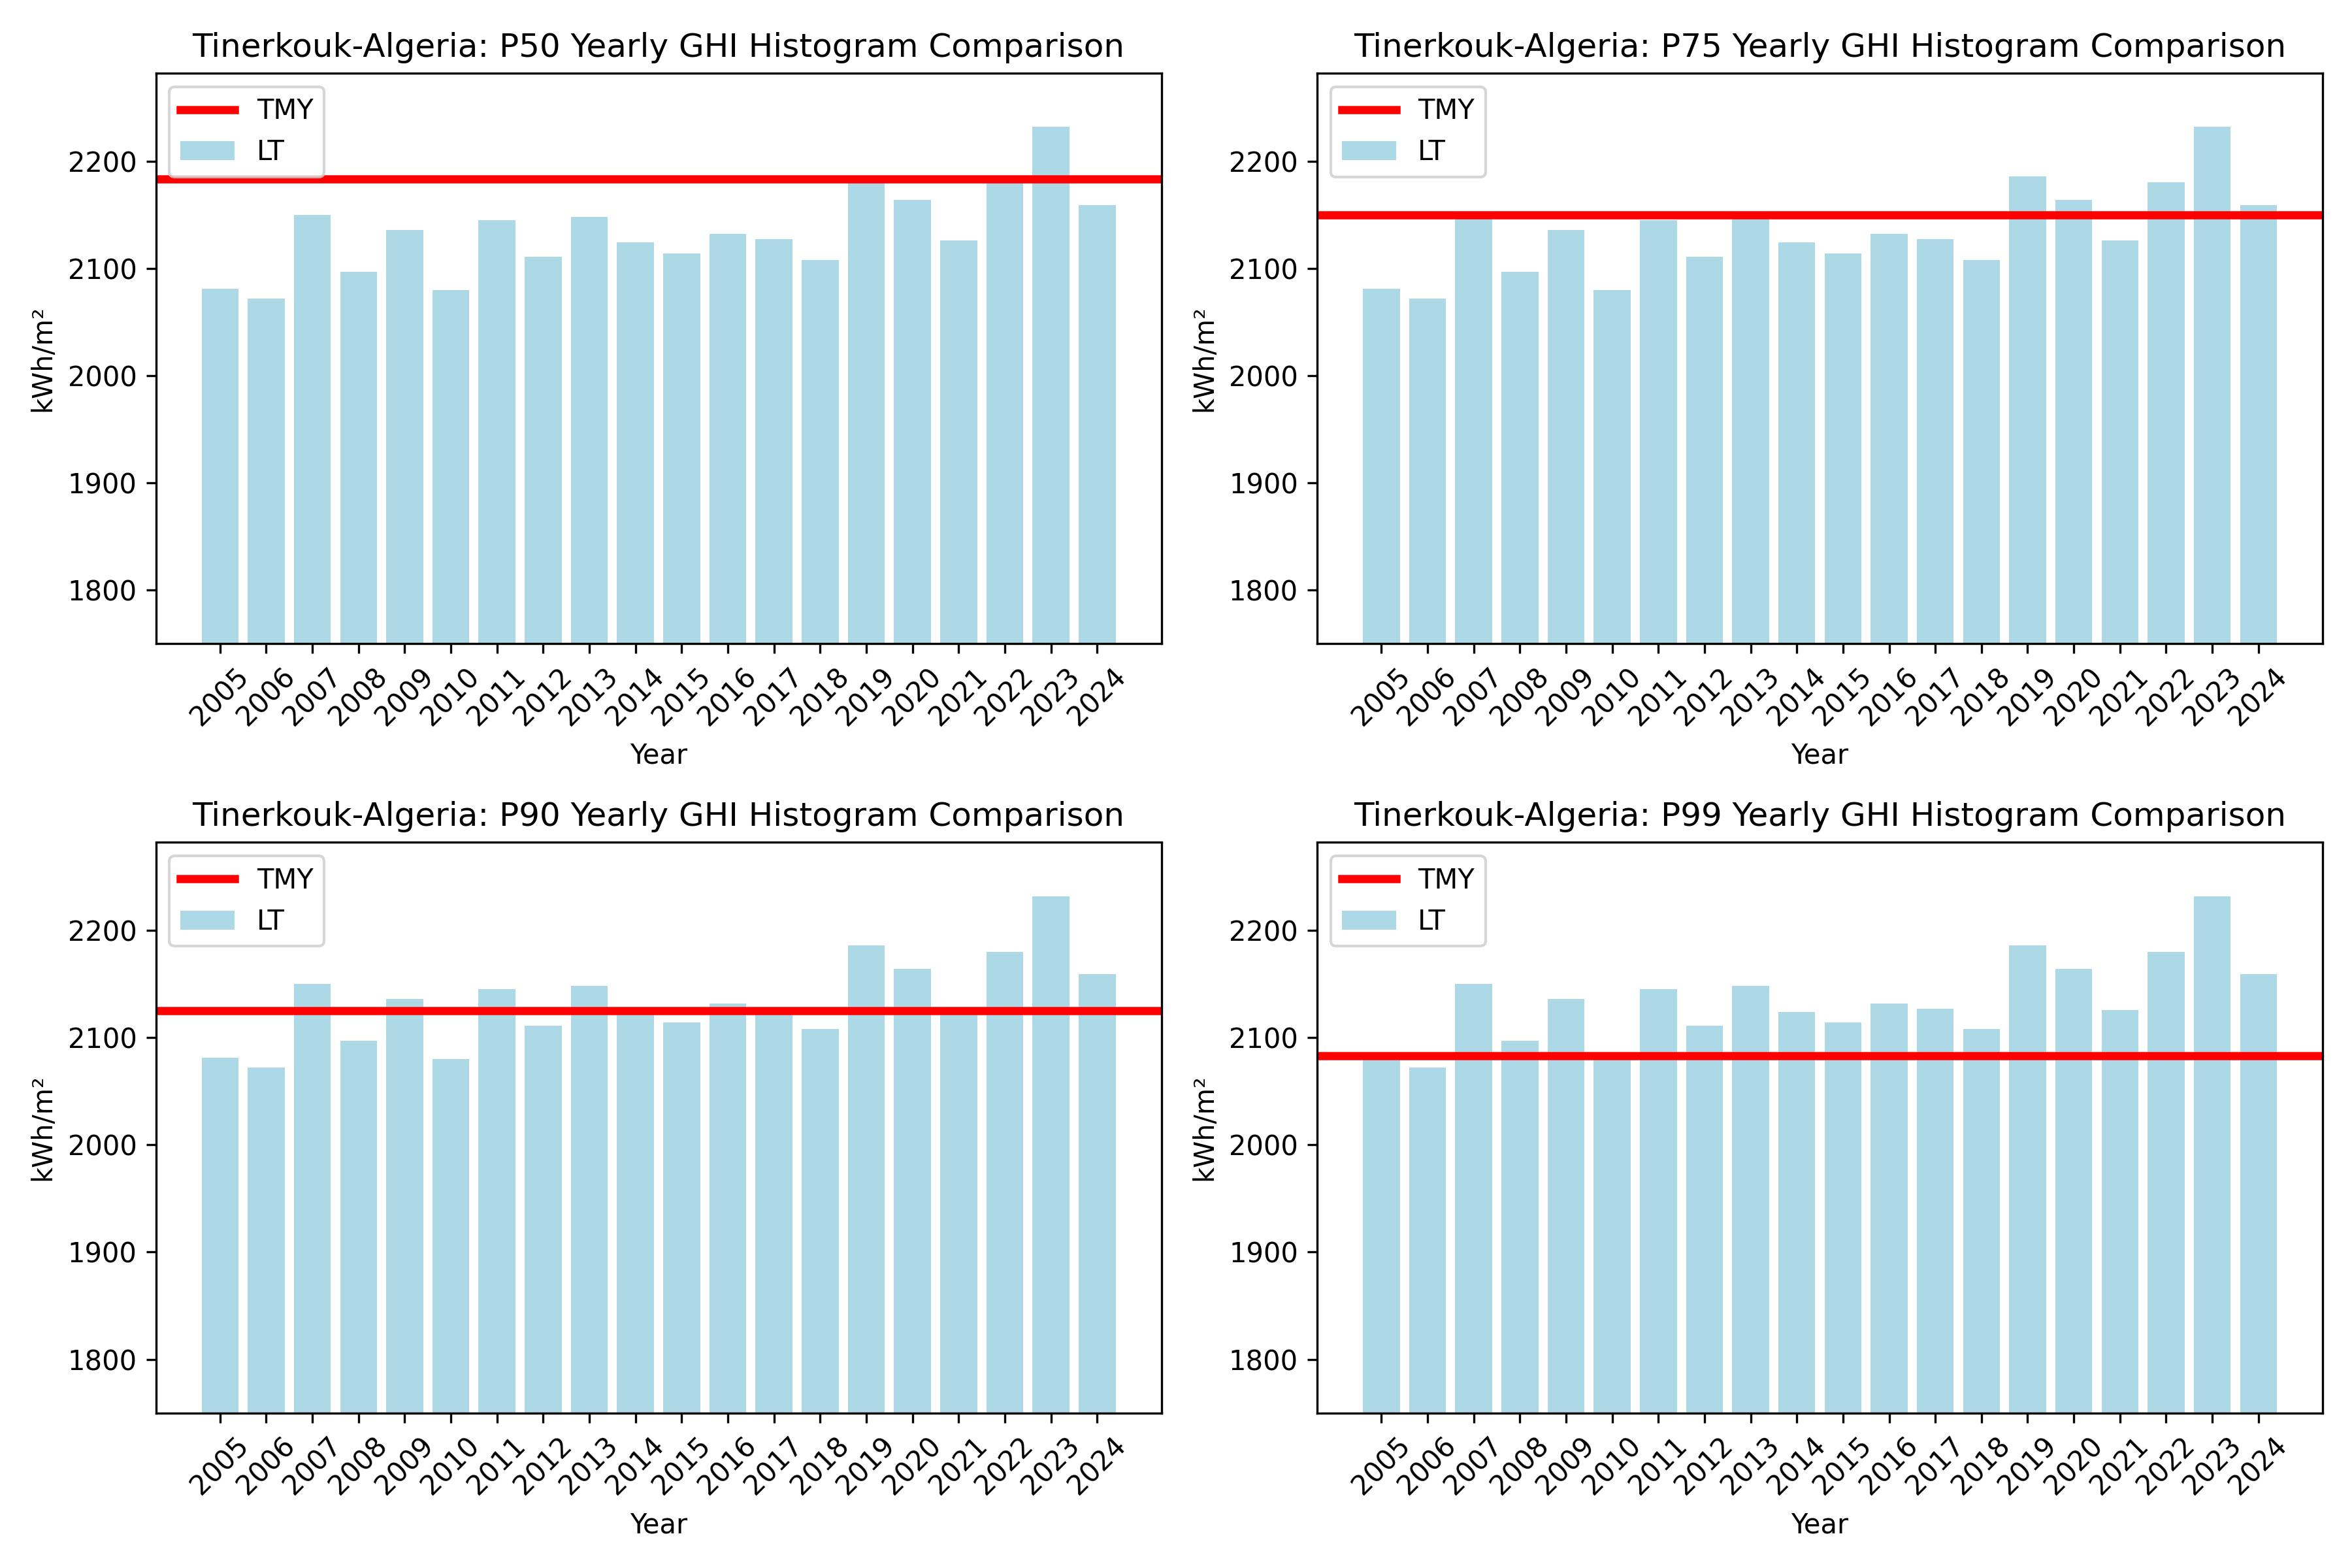 Tinerkouk-Algeria: P50 Yearly GHI Histogram Comparison
TMY
LT
2200
2100
2000
1900
1800
kWh/m²
2005 2006 2007 2008 2009 2010 2011 2012 2013 2014 2015 2016 2017 2018 2019 2020 2021 2022 2023 2024
Year
Tinerkouk-Algeria: P75 Yearly GHI Histogram Comparison
TMY
LT
2200
2100
2000
1900
1800
kWh/m²
2005 2006 2007 2008 2009 2010 2011 2012 2013 2014 2015 2016 2017 2018 2019 2020 2021 2022 2023 2024
Year
Tinerkouk-Algeria: P90 Yearly GHI Histogram Comparison
TMY
LT
2200
2100
2000
1900
1800
kWh/m²
2005 2006 2007 2008 2009 2010 2011 2012 2013 2014 2015 2016 2017 2018 2019 2020 2021 2022 2023 2024
Year
Tinerkouk-Algeria: P99 Yearly GHI Histogram Comparison
TMY
LT
2200
2100
2000
1900
1800
kWh/m²
2005 2006 2007 2008 2009 2010 2011 2012 2013 2014 2015 2016 2017 2018 2019 2020 2021 2022 2023 2024
Year